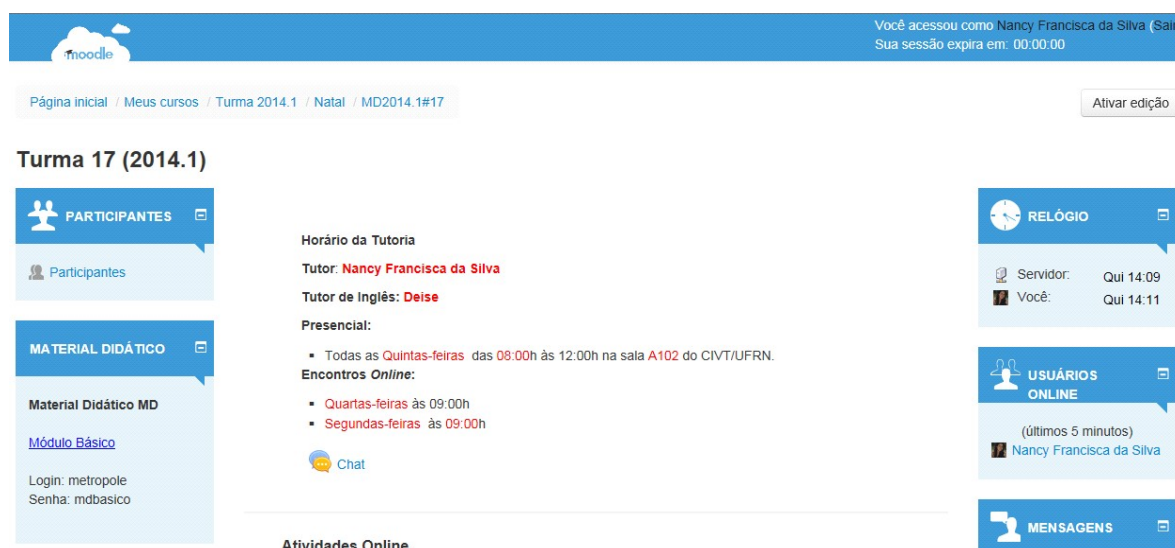 moodle
Você acessou como Nancy Francisca da Silva (Sair
Sua sessão expira em: 00:00:00
Página inicial / Meus cursos / Turma 2014.1 / Natal / MD2014.1#17
Ativar edição
Turma 17 (2014.1)
PARTICIPANTES
Participantes
MATERIAL DIDÁTICO
Material Didático MD
Módulo Básico
Login: metropole
Senha: mdbasico
Horário da Tutoria
Tutor: Nancy Francisca da Silva
Tutor de Inglês: Deise
Presencial:
Todas as Quintas-feiras das 08:00h às 12:00h na sala A102 do CIVT/UFRN.
Encontros Online:
Quartas-feiras às 09:00h
Segundas-feiras às 09:00h
Chat
Atividades Online
RELÓGIO
Servidor: Qui 14:09
Você: Qui 14:11
USUÁRIOS
ONLINE
(últimos 5 minutos)
Nancy Francisca da Silva
MENSAGENS